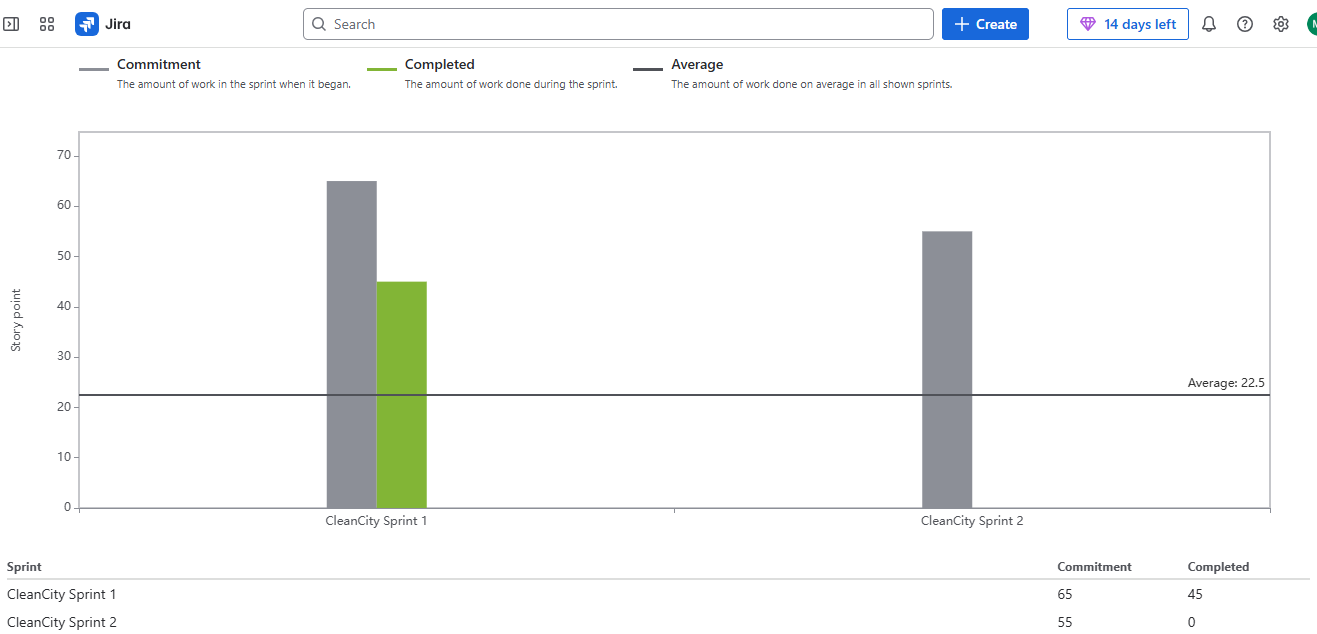 Jira
Search
Create
14 days left
Commitment
The amount of work in the sprint when it began.
Completed
The amount of work done during the sprint.
Average
The amount of work done on average in all shown sprints.
Story point
70
60
50
40
30
20
10
0
Average: 22.5
CleanCity Sprint 1
CleanCity Sprint 2
Sprint Commitment Completed
CleanCity Sprint 1 65 45
CleanCity Sprint 2 55 0